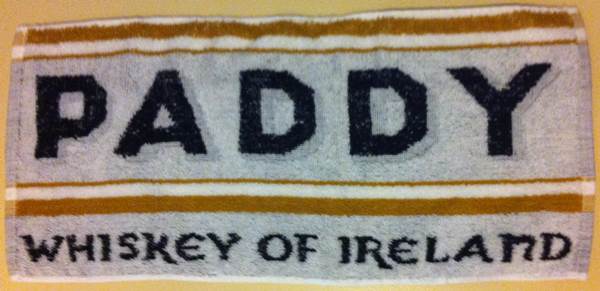 PADDY
WHISKEY OF IRELAND